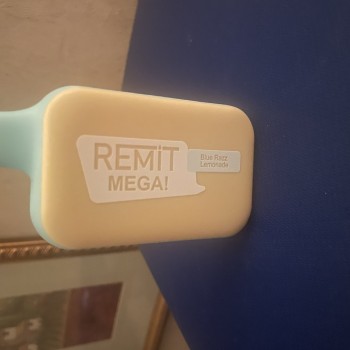 REMIT
MEGA!
Blue Razz
Lemonade